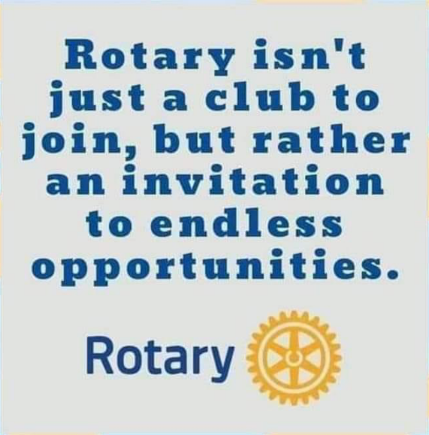 Rotary isn't
just a club to
join, but rather
an invitation
to endless
opportunities.
Rotary